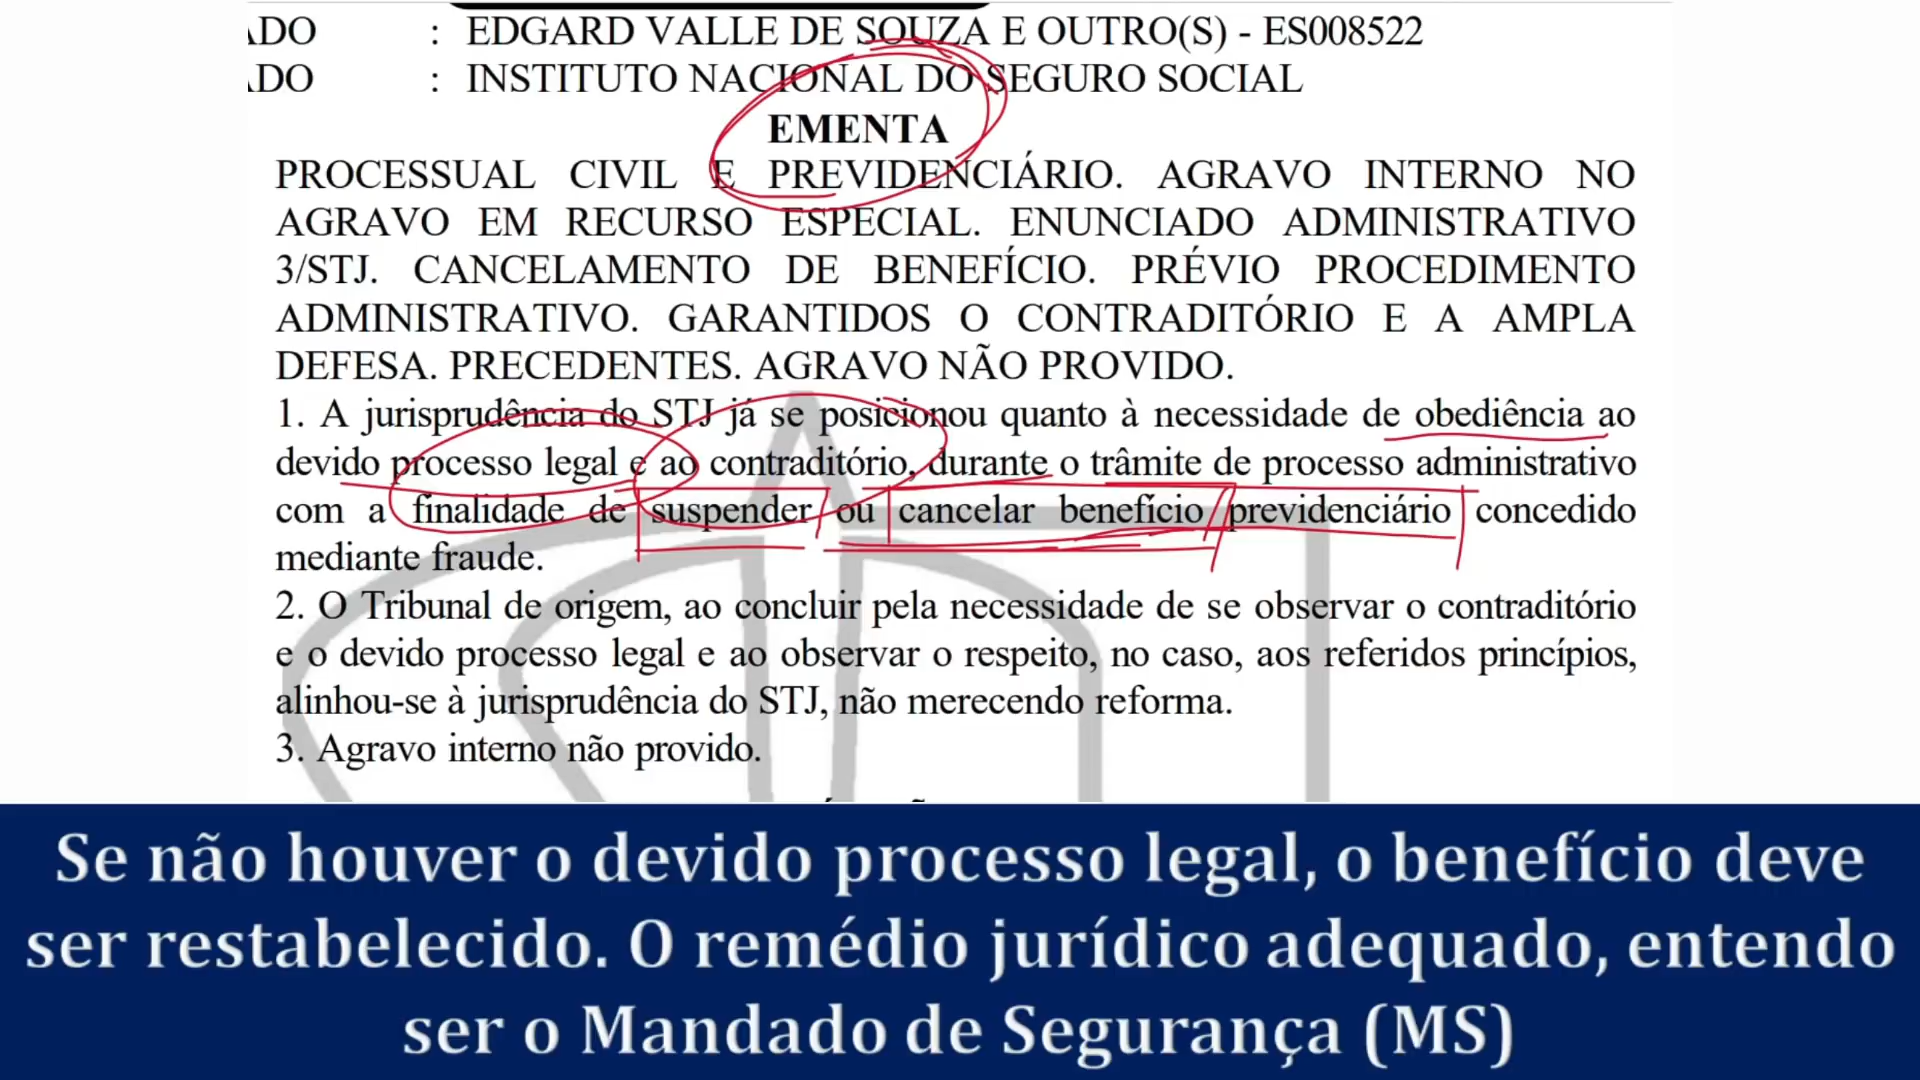 ADO : EDGARD VALLE DE SOUZA E OUTRO(S) - ES008522
ADO : INSTITUTO NACIONAL DO SEGURO SOCIAL
EMENTA
PROCESSUAL CIVIL E PREVIDENCIÁRIO. AGRAVO INTERNO NO
AGRAVO EM RECURSO ESPECIAL. ENUNCIADO ADMINISTRATIVO
3/STJ. CANCELAMENTO DE BENEFÍCIO. PRÉVIO PROCEDIMENTO
ADMINISTRATIVO. GARANTIDOS O CONTRADITÓRIO E A AMPLA
DEFESA. PRECEDENTES. AGRAVO NÃO PROVIDO.
1. A jurisprudência do STJ já se posicionou quanto à necessidade de obediência ao
devido processo legal e ao contraditório, durante o trâmite de processo administrativo
com a finalidade de suspender ou cancelar benefício previdenciário concedido
mediante fraude.
2. O Tribunal de origem, ao concluir pela necessidade de se observar o contraditório
e o devido processo legal e ao observar o respeito, no caso, aos referidos princípios,
alinhou-se à jurisprudência do STJ, não merecendo reforma.
3. Agravo interno não provido.
Se não houver o devido processo legal, o benefício deve
ser restabelecido. O remédio jurídico adequado, entendo
ser o Mandado de Segurança (MS)